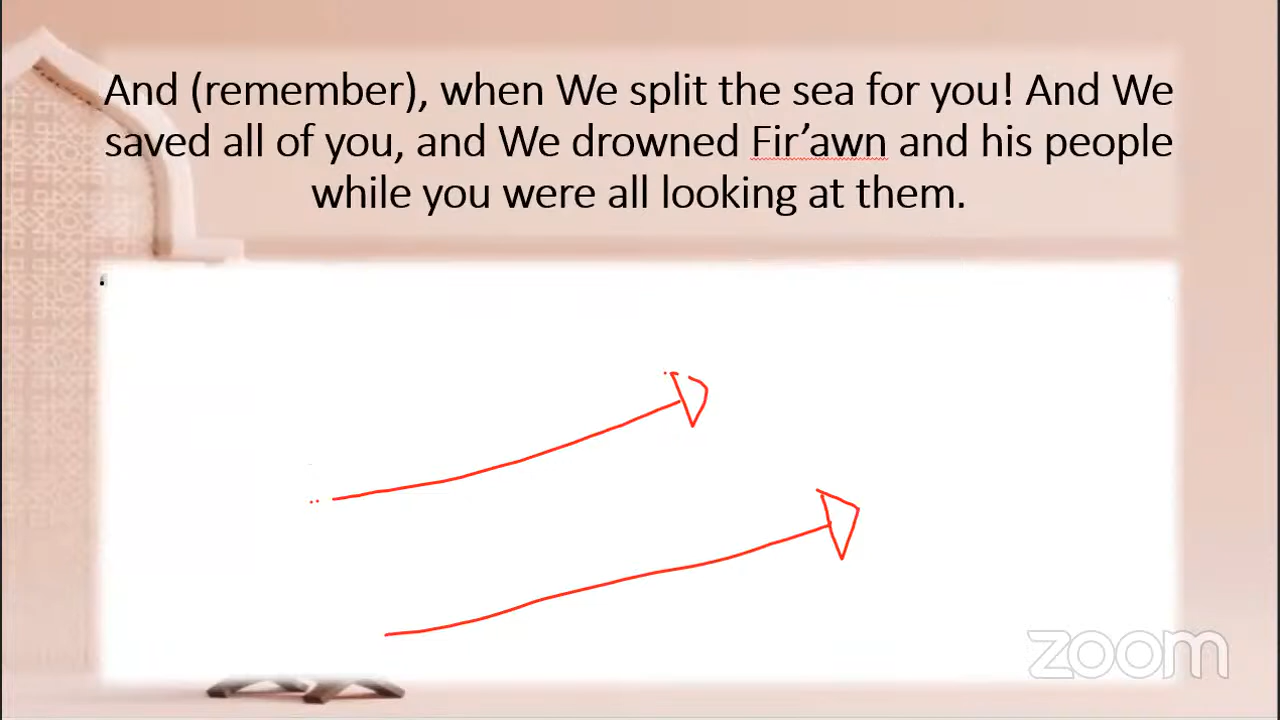 And (remember), when We split the sea for you! And We
saved all of you, and We drowned Fir’awn and his people
while you were all looking at them.
zoom